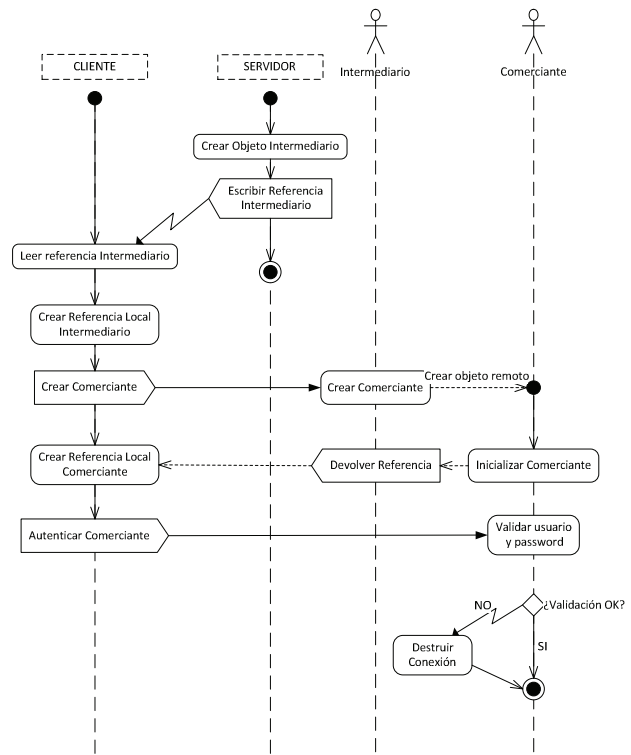 CLIENTE
SERVIDOR
Intermediario
Comerciante
Crear Objeto Intermediario
Escribir Referencia
Intermediario
Leer referencia Intermediario
Crear Referencia Local
Intermediario
Crear Comerciante
Crear Comerciante
Crear objeto remoto
Crear Referencia Local
Comerciante
Devolver Referencia
Inicializar Comerciante
Autenticar Comerciante
Validar usuario
y password
NO
¿Validación OK?
Destruir
Conexión
SI